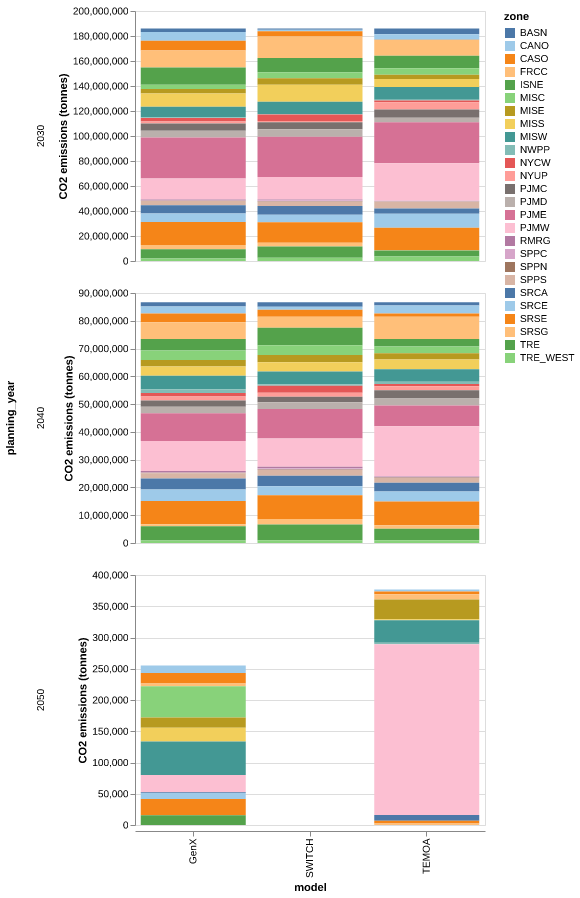 200,000,000
180,000,000
160,000,000
140,000,000
120,000,000
100,000,000
80,000,000
60,000,000
40,000,000
20,000,000
0
CO2 emissions (tonnes)
2030
90,000,000
80,000,000
70,000,000
60,000,000
50,000,000
40,000,000
30,000,000
20,000,000
10,000,000
0
CO2 emissions (tonnes)
2040
planning_year
400,000
350,000
300,000
250,000
200,000
150,000
100,000
50,000
0
CO2 emissions (tonnes)
2050
GenX
SWITCH
TEMOA
model
zone
BASN
CANO
CASO
FRCC
ISNE
MISC
MISE
MISS
MISW
NWPP
NYCW
NYUP
PJMC
PJMD
PJME
PJMW
RMRG
SPPC
SPPN
SPPS
SRCA
SRCE
SRSE
SRSG
TRE
TRE_WEST